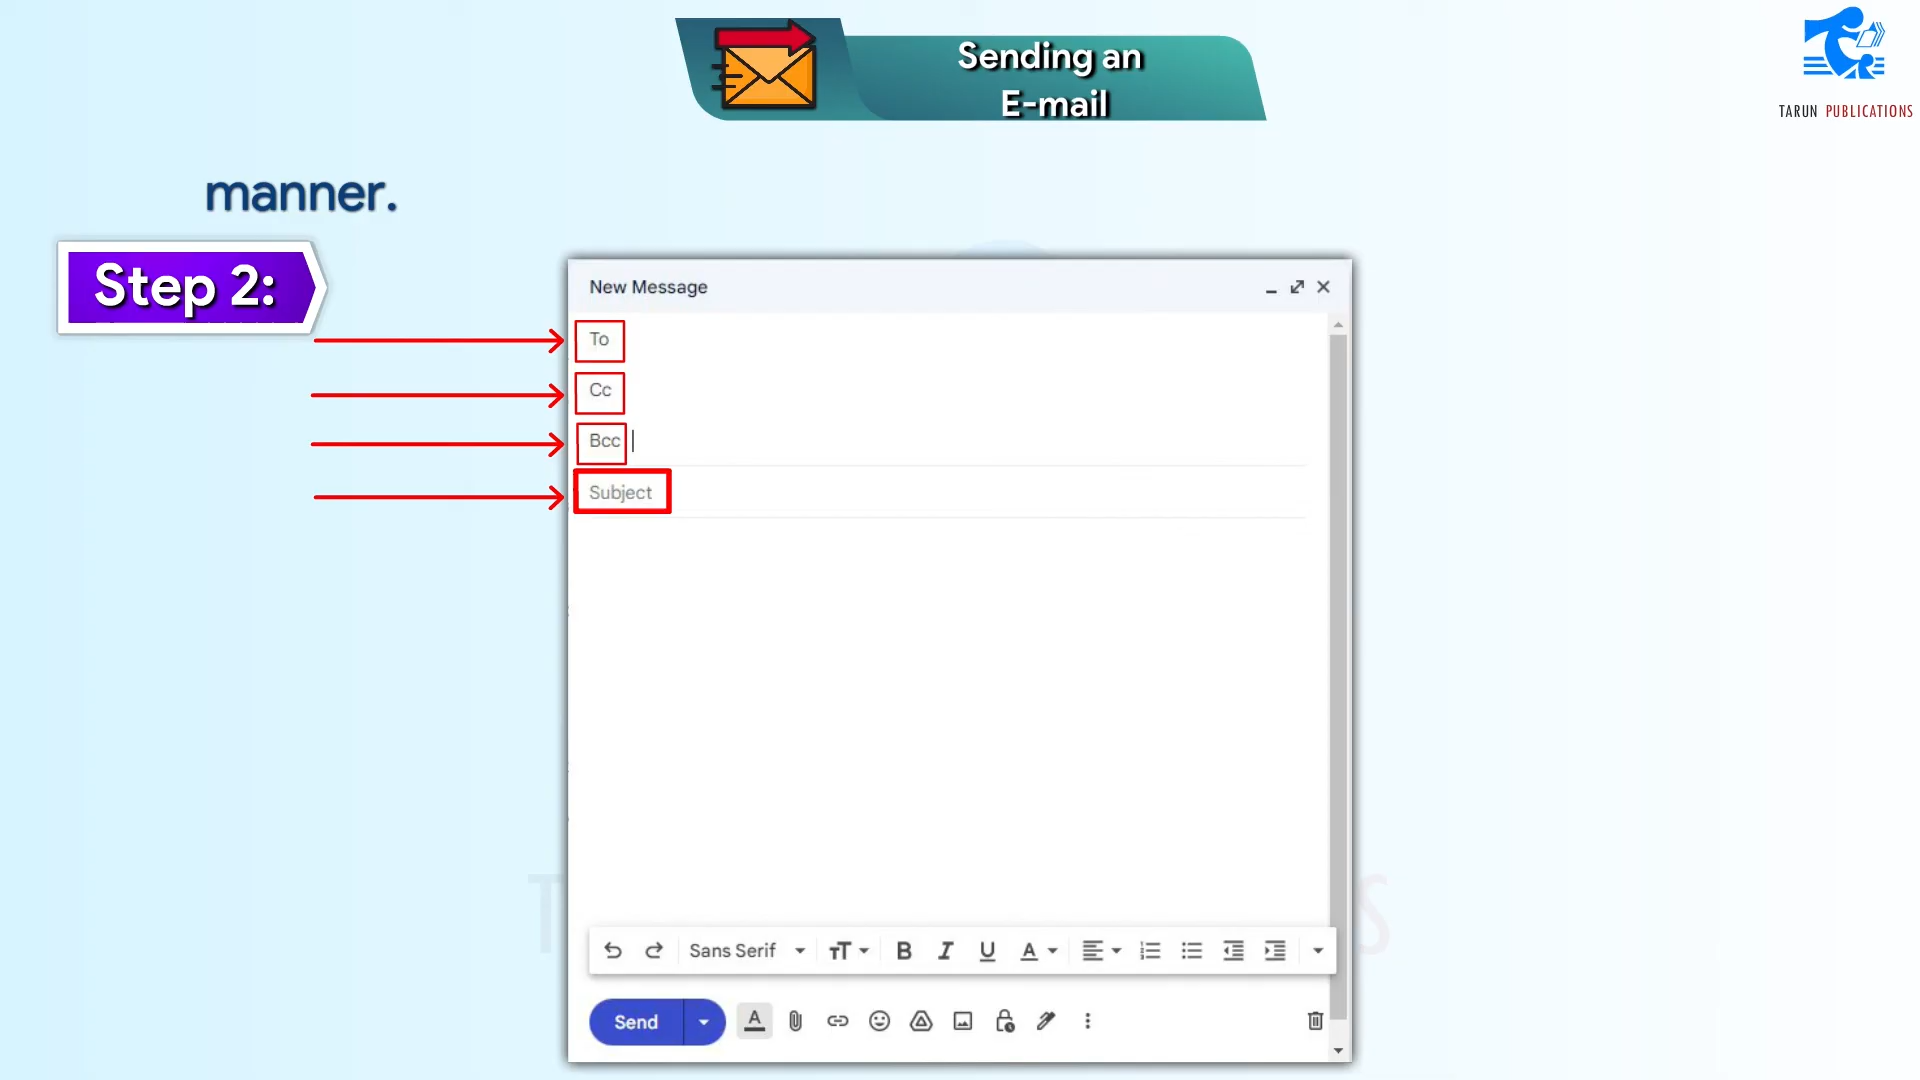 Sending an
E-mail
TARUN PUBLICATIONS
manner.
Step 2:
New Message
To
Cc
Bcc
Subject
Sans Serif
Send